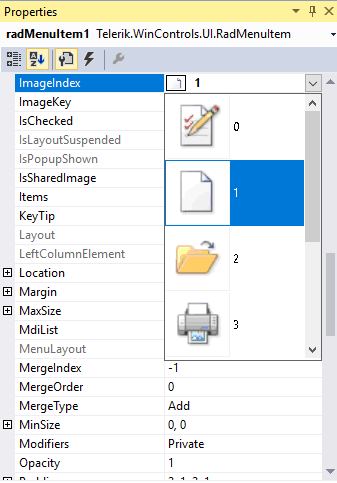 Properties
radMenuItem1 Telerik.WinControls.UI.RadMenuItem
ImageIndex 1
ImageKey 0
IsChecked
IsLayoutSuspended
IsPopupShown
IsSharedImage 1
Items
KeyTip
Layout
LeftColumnElement 2
Location
Margin
MaxSize 3
MdiList
MenuLayout
MergeIndex -1
MergeOrder 0
MergeType Add
MinSize 0, 0
Modifiers Private
Opacity 1